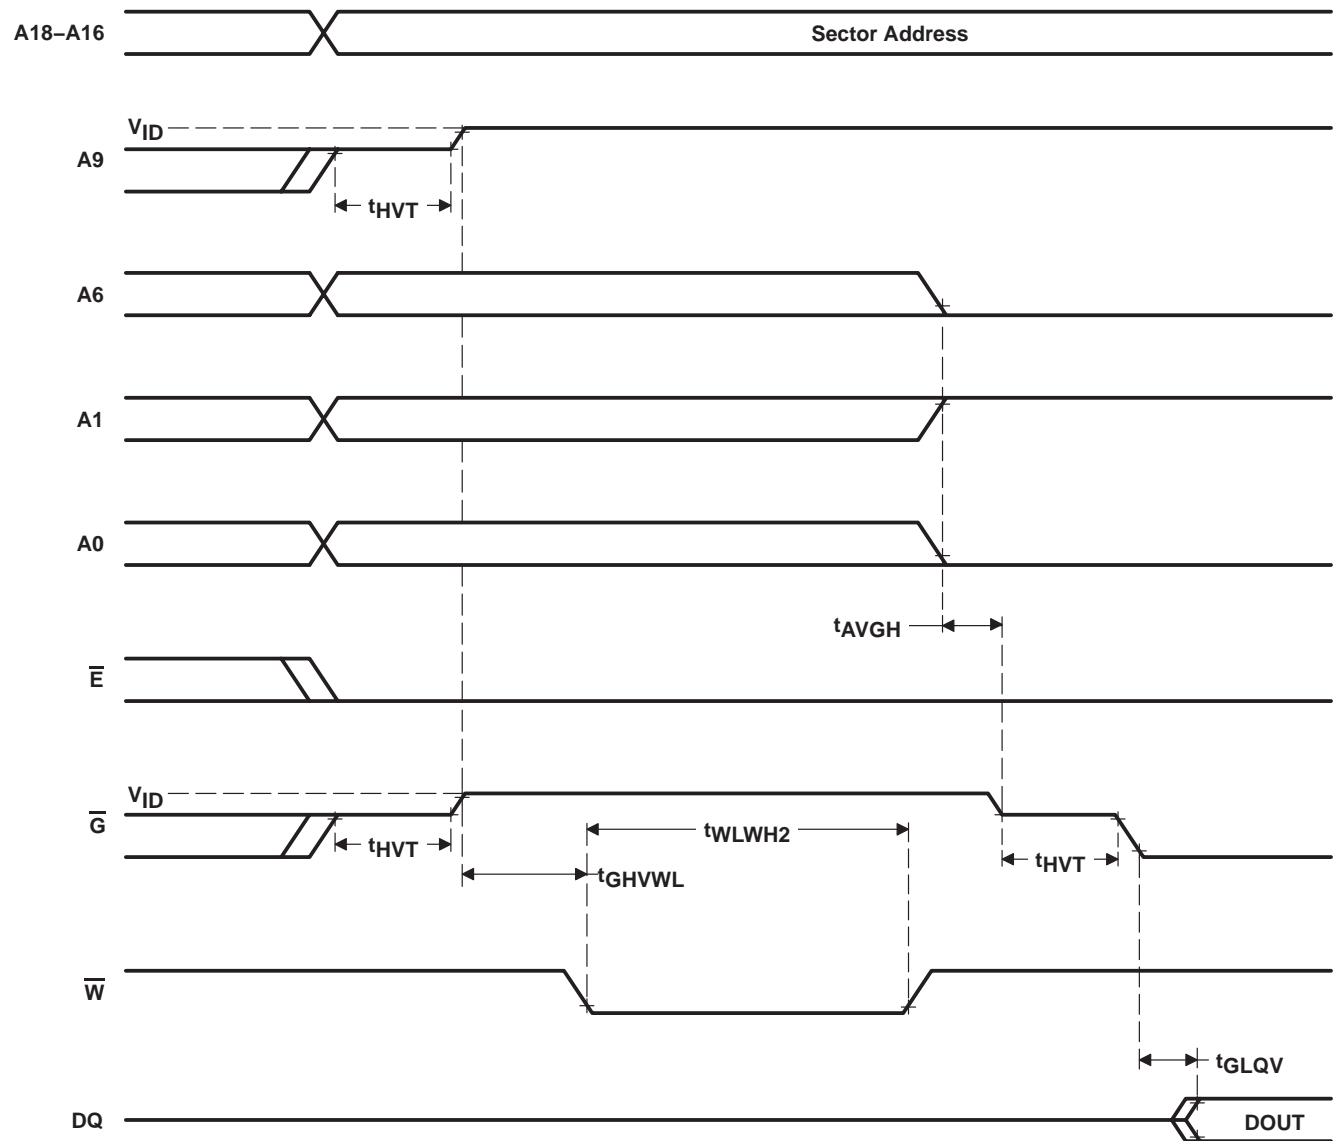 A18–A16
Sector Address
VID
A9
tHVT
A6
A1
A0
tAVGH
E̅
VID
G̅
tHVT
tWLWH2
tHVT
tGHVWL
W̅
tGLQV
DQ
DOUT